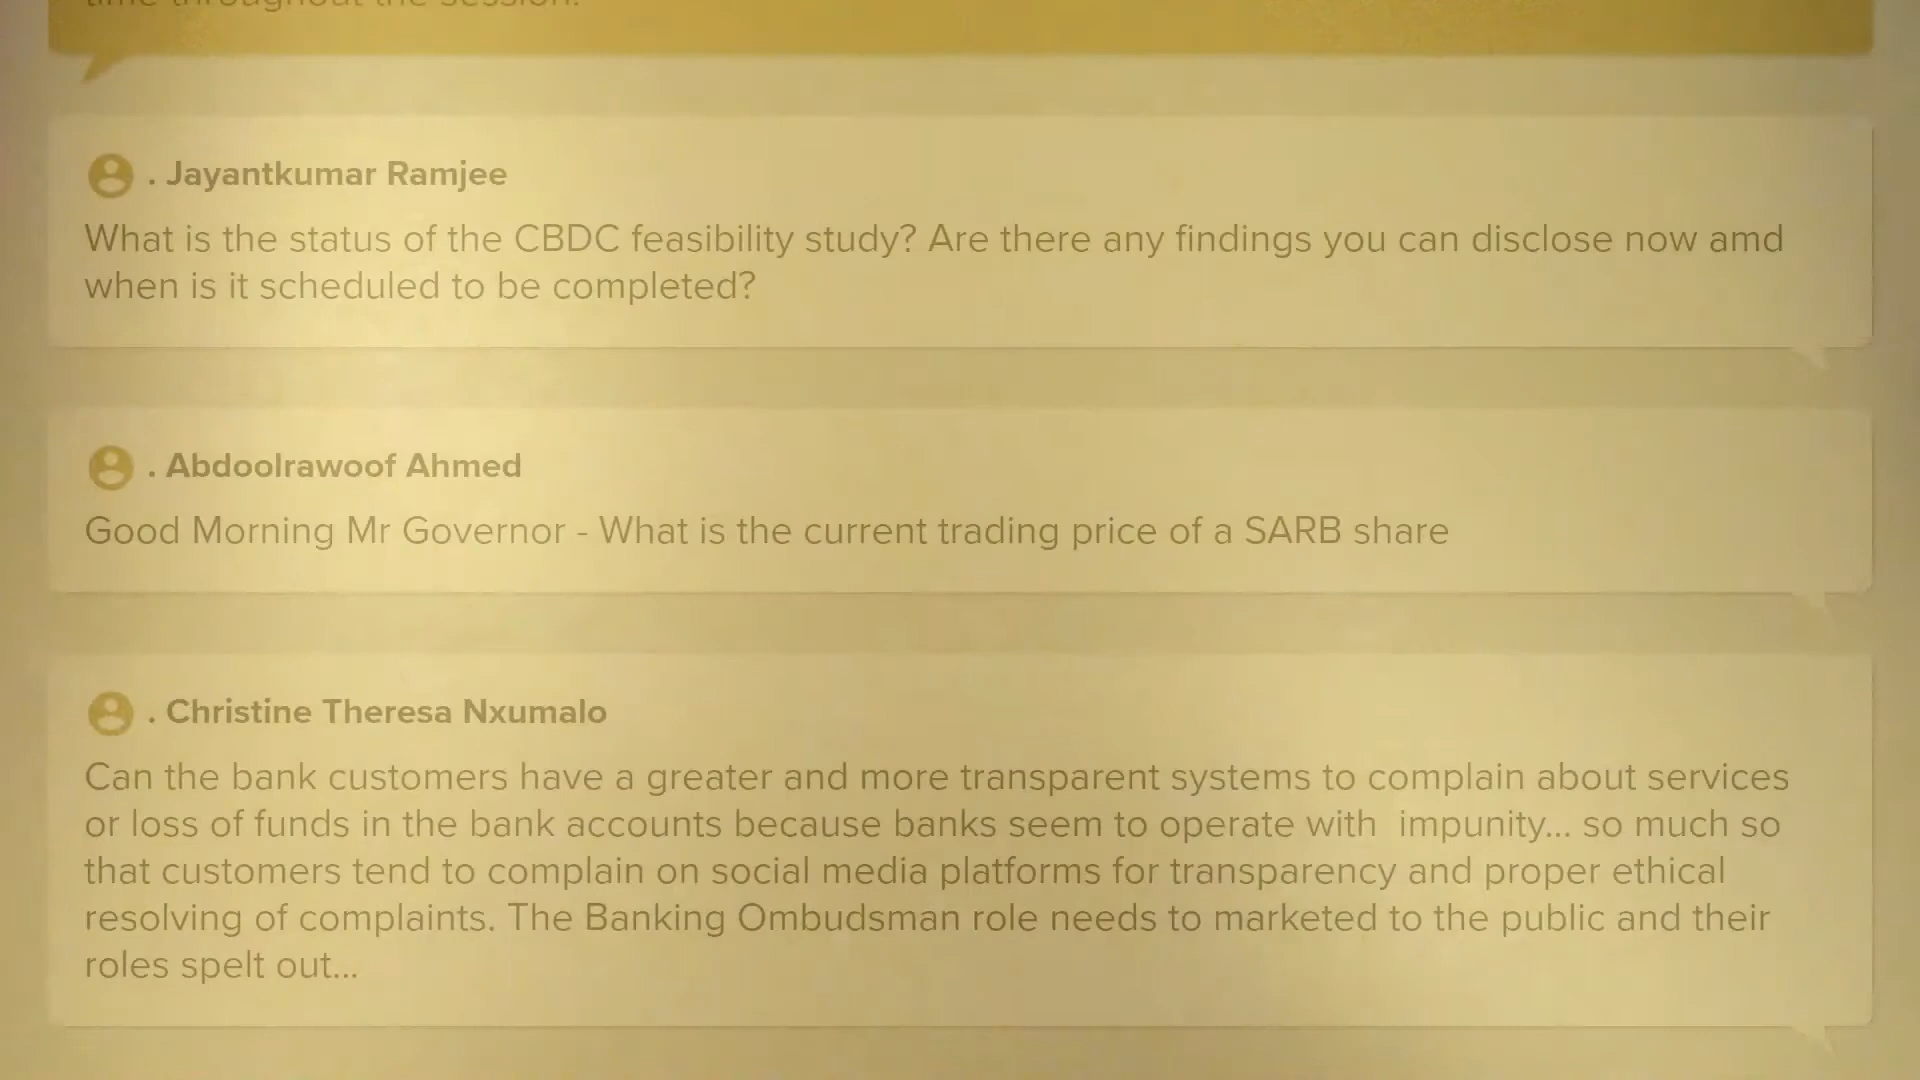 time throughout the session.
. Jayantkumar Ramjee
What is the status of the CBDC feasibility study? Are there any findings you can disclose now amd
when is it scheduled to be completed?
. Abdoolrawoof Ahmed
Good Morning Mr Governor - What is the current trading price of a SARB share
. Christine Theresa Nxumalo
Can the bank customers have a greater and more transparent systems to complain about services
or loss of funds in the bank accounts because banks seem to operate with  impunity... so much so
that customers tend to complain on social media platforms for transparency and proper ethical
resolving of complaints. The Banking Ombudsman role needs to marketed to the public and their
roles spelt out...